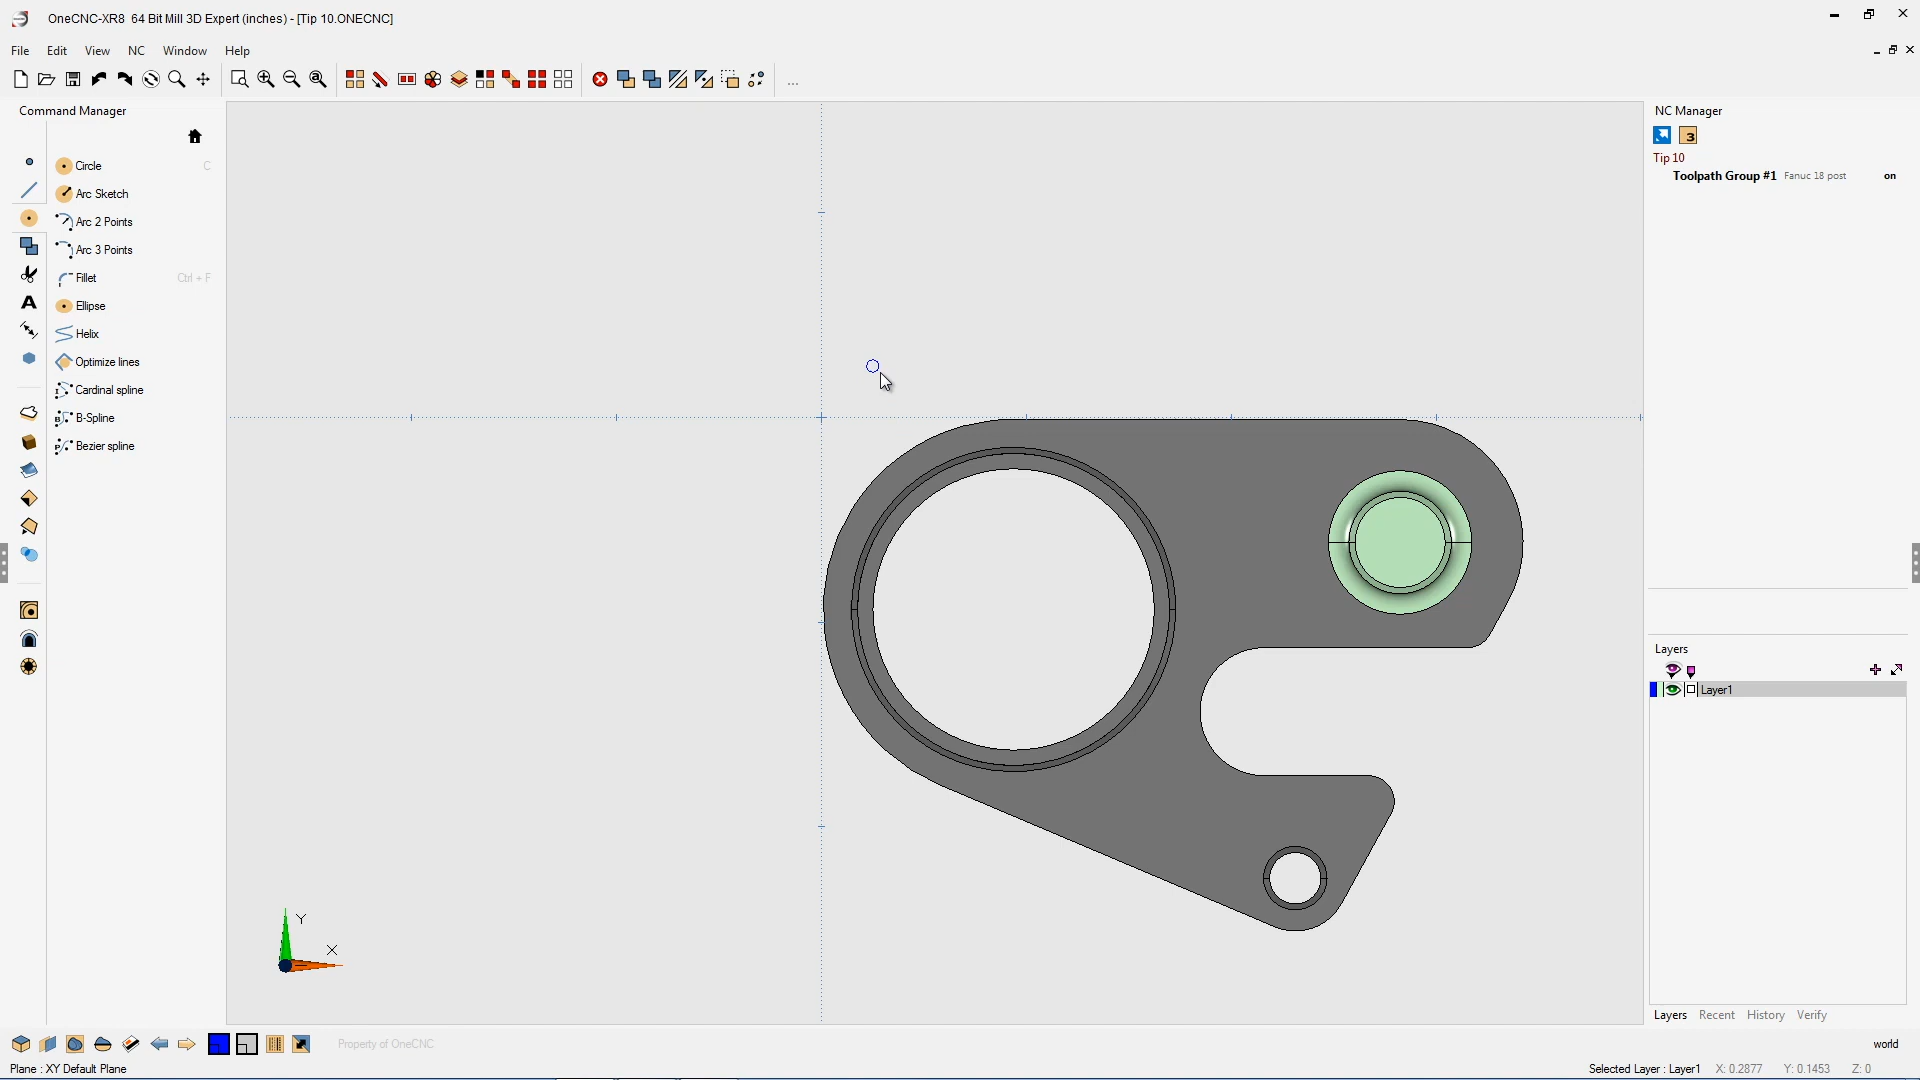 OneCNC-XR8 64 Bit Mill 3D Expert (inches) - [Tip 10.ONECNC]
File Edit View NC Window Help
...
Command Manager
NC Manager
3
Circle C
Tip 10
Arc Sketch
Toolpath Group #1 Fanuc 18 post on
Arc 2 Points
Arc 3 Points
Fillet Ctrl + F
A
Ellipse
Helix
Optimize lines
Cardinal spline
B-Spline
Bezier spline
Layers
Layer1
Y
X
Layers Recent History Verify
Property of OneCNC
world
Plane : XY Default Plane
Selected Layer : Layer1 X: 0.2877 Y: 0.1453 Z: 0